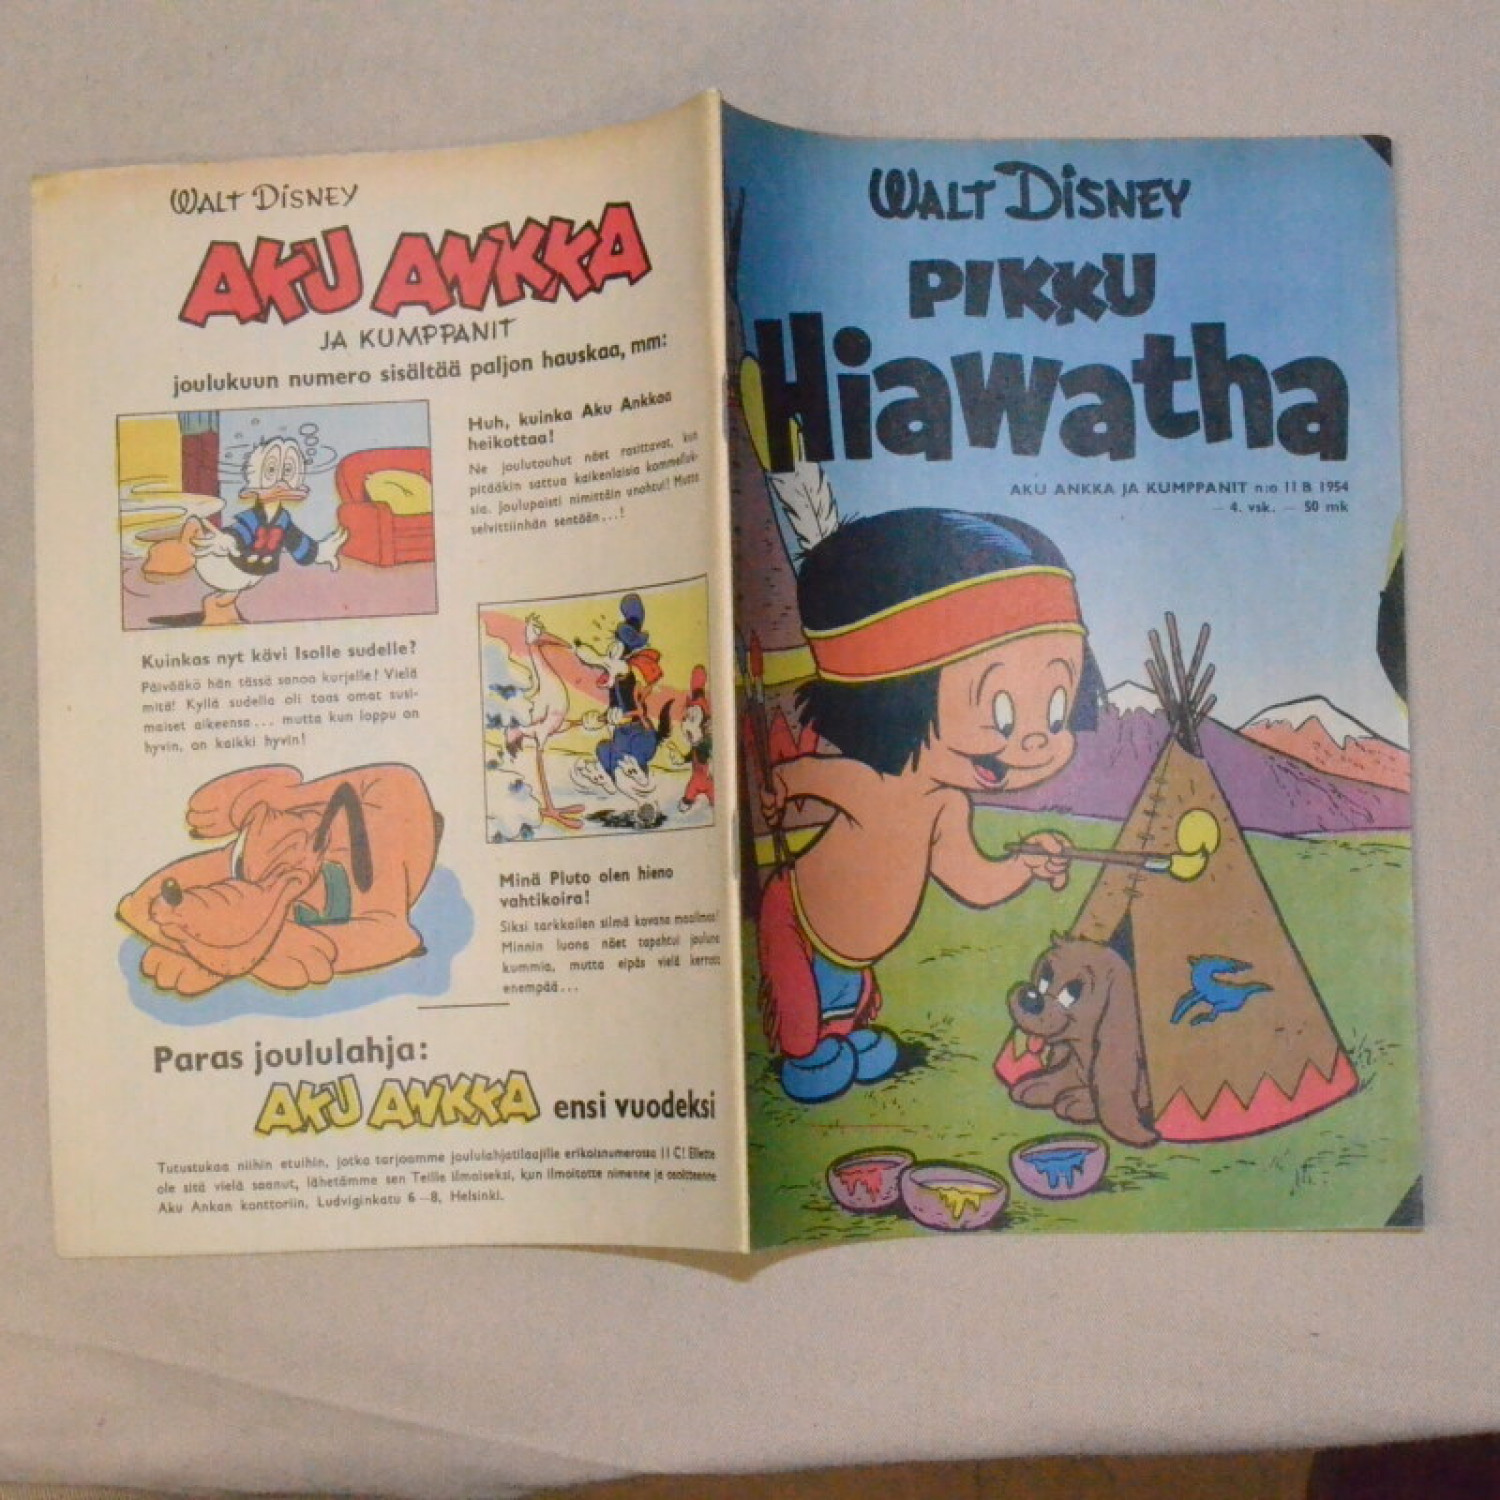 WALT DISNEY
AKU ANKKA
JA KUMPPANIT
joulukuun numero sisältää paljon hauskaa, mm:
Huh, kuinka Aku Ankkaa
heikottaa!
Ne joulutouhut näet rasittavat, kun
pitääkin sattua kaikenlaisia kommelluk-
sia. Joulupaisti nimittäin unohtui! Mutta
selvittiinhän sentään...!
Kuinkas nyt kävi Isolle sudelle?
Päivääkö hän tässä sanoo kurjelle! Vielä
mitä! Kyllä sudella oli taas omat susi-
maiset aikeensa... mutta kun loppu on
hyvin, on kaikki hyvin!
Minä Pluto olen hieno
vahtikoira!
Siksi tarkkailen silmä kovana maailmaa!
Minnin luona näet tapahtui jouluna
kummia, mutta eipäs vielä kerrota
enempää...
Paras joululahja:
AKU ANKKA ensi vuodeksi
Tutustukaa niihin etuihin, jotka tarjoamme joululahjatilaajille erikoisnumerossa 11 C! Ellette
ole sitä vielä saanut, lähetämme sen Teille ilmaiseksi, kun ilmoitatte nimenne ja osoitteenne
Aku Ankan konttoriin, Ludviginkatu 6—8, Helsinki.
WALT DISNEY
PIKKU
Hiawatha
AKU ANKKA JA KUMPPANIT n:o 11 B 1954
— 4. vsk. — 50 mk